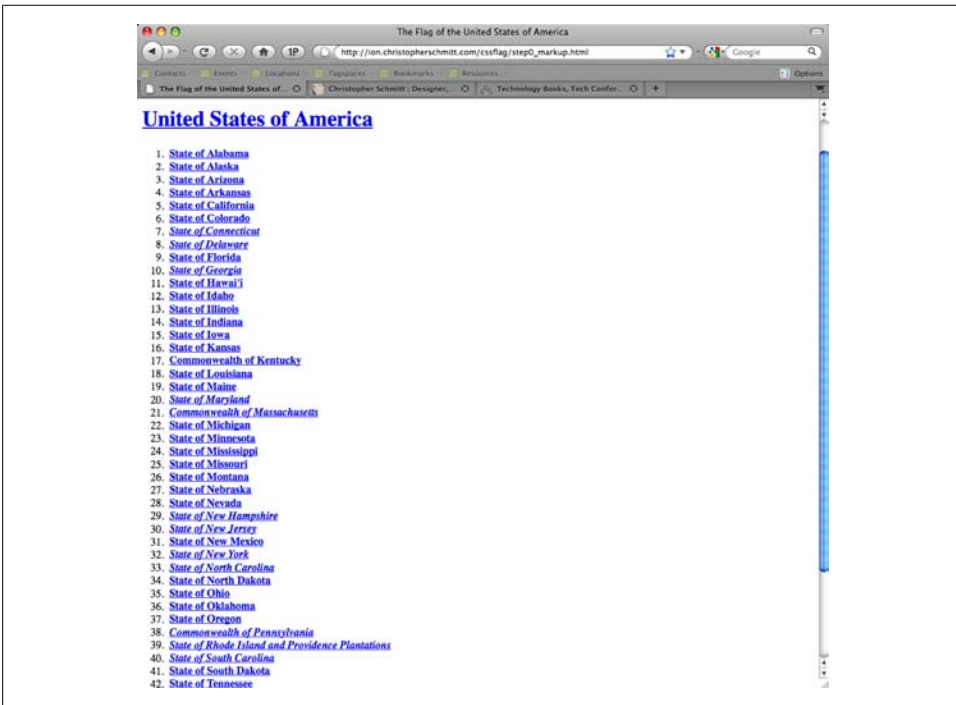 The Flag of the United States of America
1P
http://ion.christopherschmitt.com/cssflag/step0_markup.html
Google
Contacts Events Locations Tagspaces Bookmarks Resources
Options
The Flag of the United States of...
Christopher Schmitt : Designer,...
Technology Books, Tech Confer...
United States of America
1. State of Alabama
2. State of Alaska
3. State of Arizona
4. State of Arkansas
5. State of California
6. State of Colorado
7. State of Connecticut
8. State of Delaware
9. State of Florida
10. State of Georgia
11. State of Hawai'i
12. State of Idaho
13. State of Illinois
14. State of Indiana
15. State of Iowa
16. State of Kansas
17. Commonwealth of Kentucky
18. State of Louisiana
19. State of Maine
20. State of Maryland
21. Commonwealth of Massachusetts
22. State of Michigan
23. State of Minnesota
24. State of Mississippi
25. State of Missouri
26. State of Montana
27. State of Nebraska
28. State of Nevada
29. State of New Hampshire
30. State of New Jersey
31. State of New Mexico
32. State of New York
33. State of North Carolina
34. State of North Dakota
35. State of Ohio
36. State of Oklahoma
37. State of Oregon
38. Commonwealth of Pennsylvania
39. State of Rhode Island and Providence Plantations
40. State of South Carolina
41. State of South Dakota
42. State of Tennessee